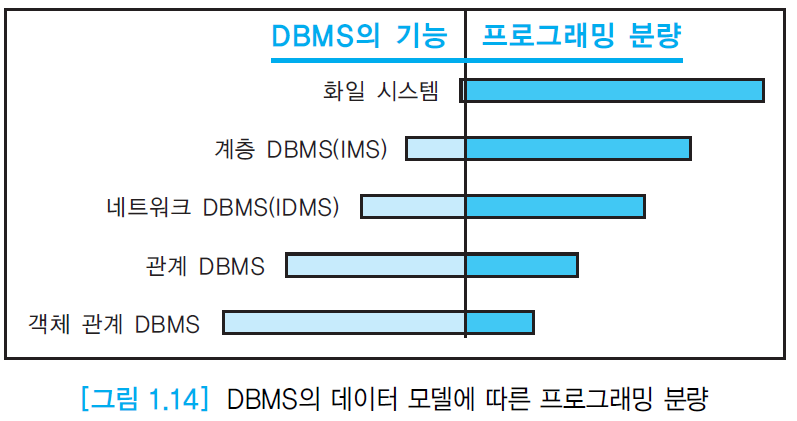 DBMS의 기능 프로그래밍 분량
화일 시스템
계층 DBMS(IMS)
네트워크 DBMS(IDMS)
관계 DBMS
객체 관계 DBMS
[그림 1.14] DBMS의 데이터 모델에 따른 프로그래밍 분량